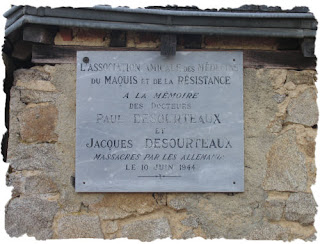 L'ASSOCIATION AMICALE DES MÉDECINS
DU MAQUIS ET DE LA RÉSISTANCE
A LA MÉMOIRE
DES DOCTEURS
PAUL DESOURTEAUX
ET
JACQUES DESOURTEAUX
MASSACRÉS PAR LES ALLEMANDS
LE 10 JUIN 1944